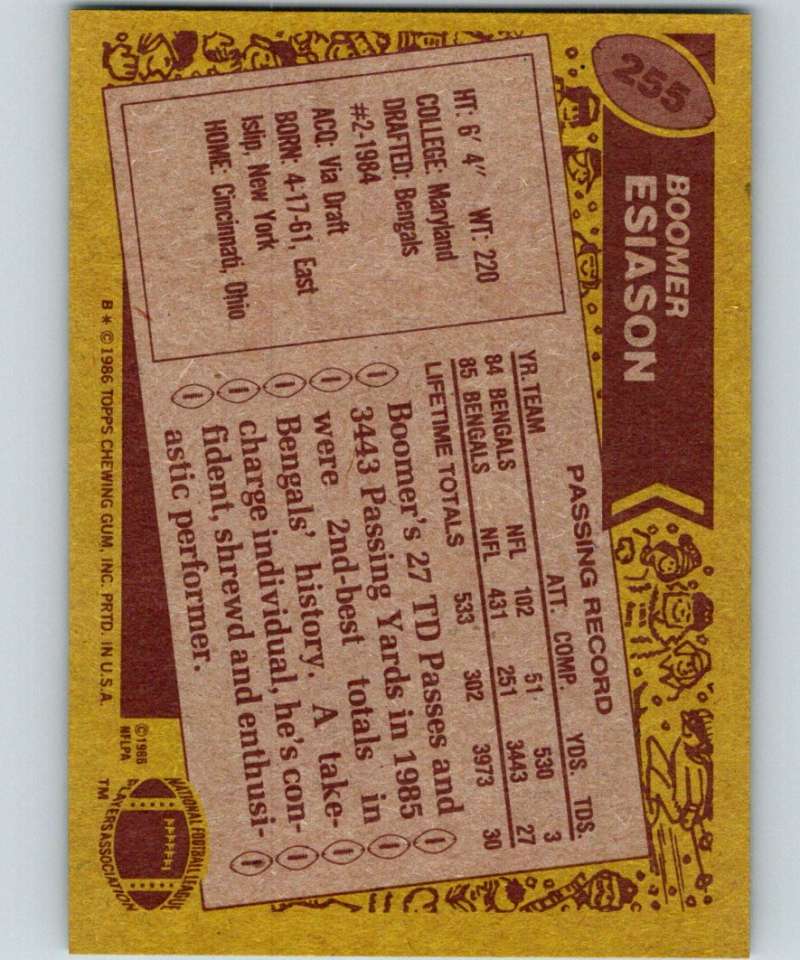 255
BOOMER
ESIASON
HT: 6' 4" WT: 220
COLLEGE: Maryland
DRAFTED: Bengals
#2-1984
ACQ: Via Draft
BORN: 4-17-61, East
Islip, New York
HOME: Cincinnati, Ohio
PASSING RECORD
YR. TEAM ATT. COMP. YDS. TDS.
84 BENGALS NFL 102 51 530 3
85 BENGALS NFL 431 251 3443 27
LIFETIME TOTALS 533 302 3973 30
Boomer's 27 TD Passes and
3443 Passing Yards in 1985
were 2nd-best totals in
Bengals' history. A take-
charge individual, he's con-
fident, shrewd and enthusi-
astic performer.
B * © 1986 TOPPS CHEWING GUM, INC. PRTD. IN U.S.A.
© 1986
NFLPA
NATIONAL FOOTBALL LEAGUE
PLAYERS ASSOCIATION
TM